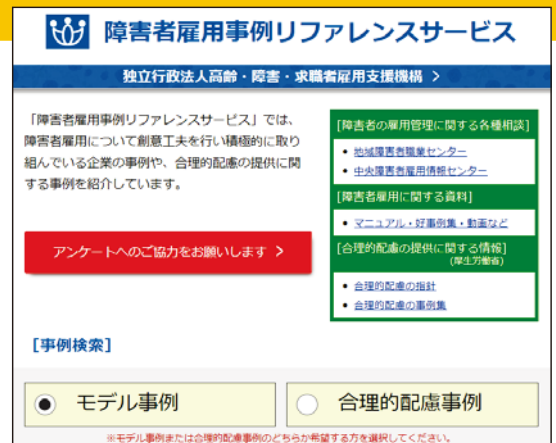 障害者雇用事例リファレンスサービス
独立行政法人高齢・障害・求職者雇用支援機構 >
「障害者雇用事例リファレンスサービス」では、
障害者雇用について創意工夫を行い積極的に取り
組んでいる企業の事例や、合理的配慮の提供に関
する事例を紹介しています。
アンケートへのご協力をお願いします >
[障害者の雇用管理に関する各種相談]
• 地域障害者職業センター
• 中央障害者雇用情報センター
[障害者雇用に関する資料]
• マニュアル・好事例集・動画など
[合理的配慮の提供に関する情報]
(厚生労働省)
• 合理的配慮の指針
• 合理的配慮の事例集
[事例検索]
モデル事例
合理的配慮事例
※モデル事例または合理的配慮事例のどちらか希望する方を選択してください。